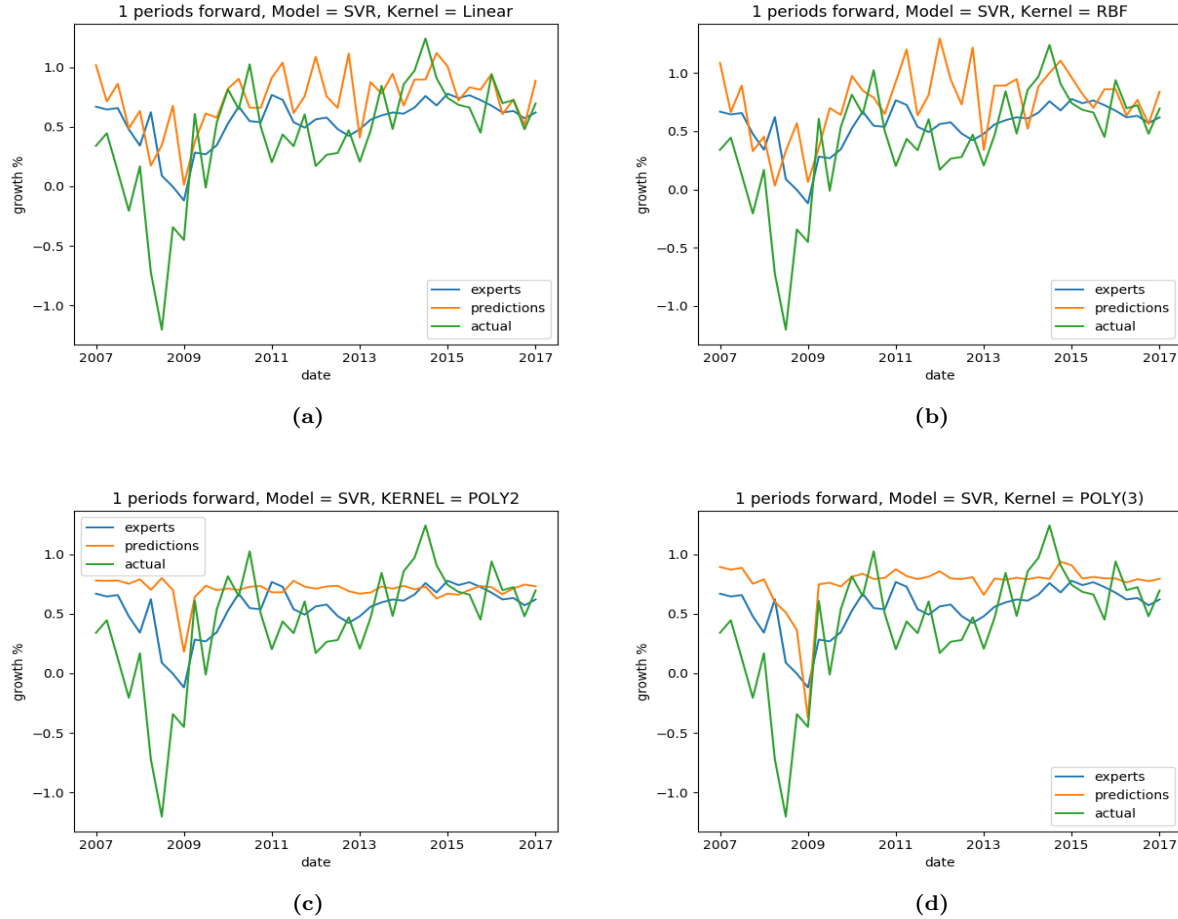 1 periods forward, Model = SVR, Kernel = Linear
growth %
1.0
0.5
0.0
−0.5
−1.0
experts
predictions
actual
2007 2009 2011 2013 2015 2017
date
(a)
1 periods forward, Model = SVR, Kernel = RBF
growth %
1.0
0.5
0.0
−0.5
−1.0
experts
predictions
actual
2007 2009 2011 2013 2015 2017
date
(b)
1 periods forward, Model = SVR, KERNEL = POLY2
growth %
experts
predictions
actual
1.0
0.5
0.0
−0.5
−1.0
2007 2009 2011 2013 2015 2017
date
(c)
1 periods forward, Model = SVR, Kernel = POLY(3)
growth %
1.0
0.5
0.0
−0.5
−1.0
experts
predictions
actual
2007 2009 2011 2013 2015 2017
date
(d)